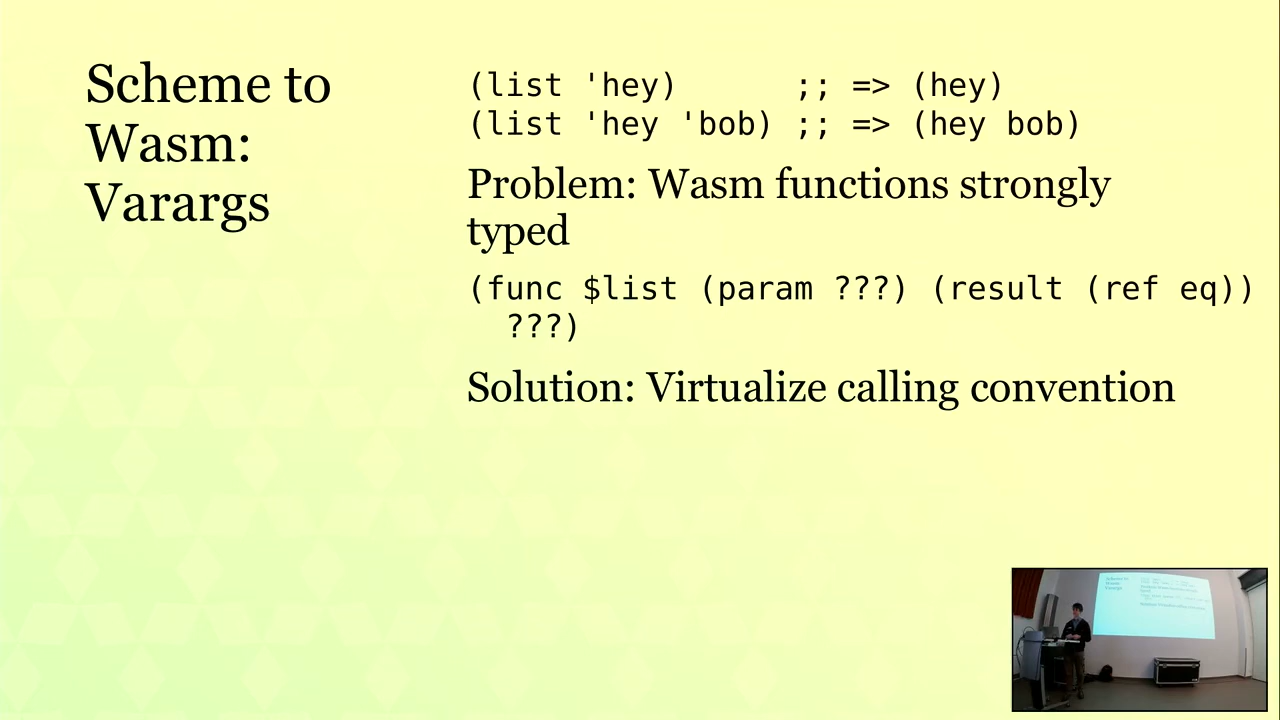 Scheme to
Wasm:
Varargs
(list 'hey)      ;; => (hey)
(list 'hey 'bob) ;; => (hey bob)
Problem: Wasm functions strongly
typed
(func $list (param ???) (result (ref eq))
  ???)
Solution: Virtualize calling convention